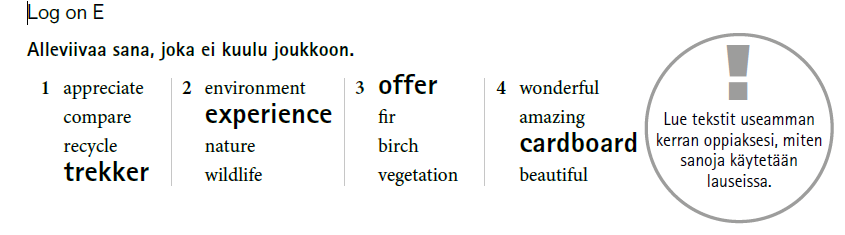 Log on E
Alleviivaa sana, joka ei kuulu joukkoon.
1 appreciate
compare
recycle
trekker
2 environment
experience
nature
wildlife
3 offer
fir
birch
vegetation
4 wonderful
amazing
cardboard
beautiful
!
Lue tekstit useamman
kerran oppiaksesi, miten
sanoja käytetään
lauseissa.